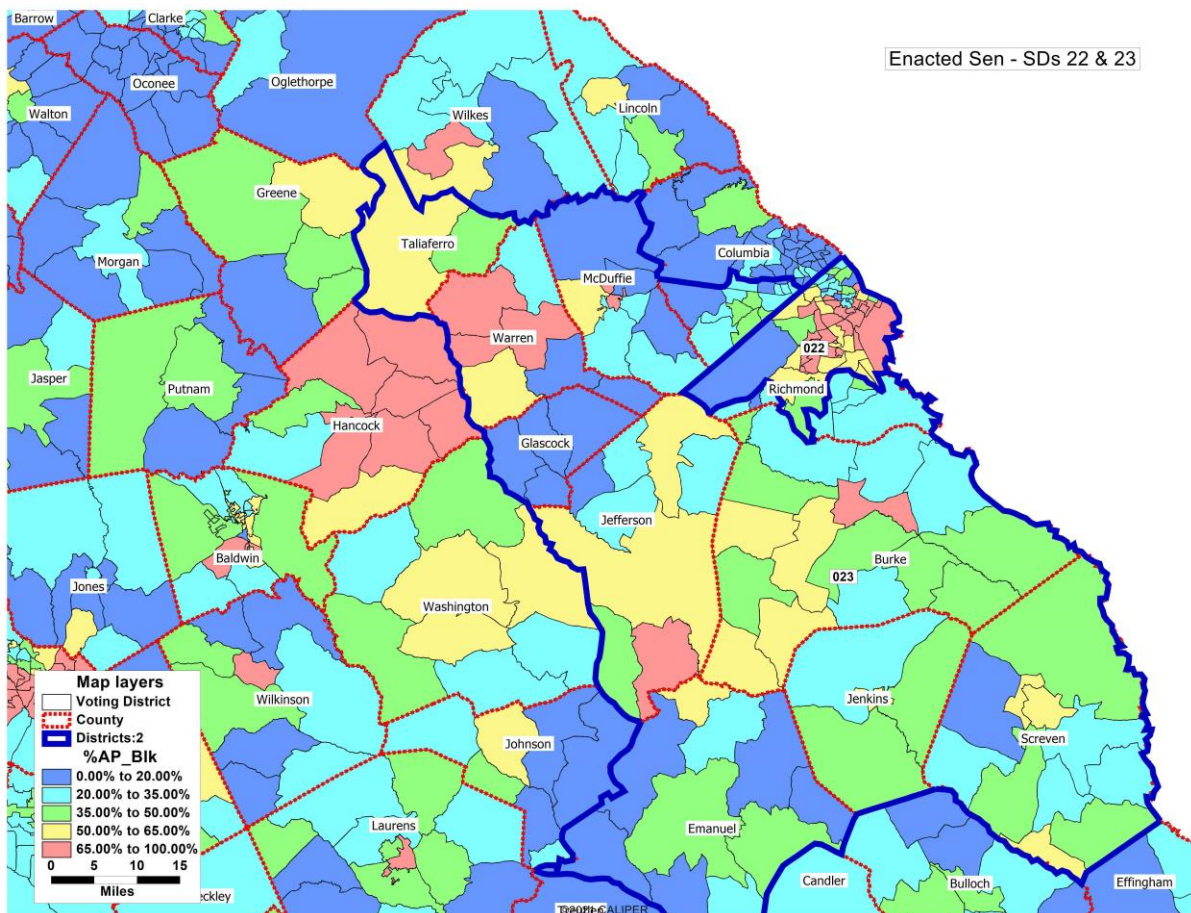 Barrow
Clarke
Enacted Sen - SDs 22 & 23
Oconee
Oglethorpe
Walton
Wilkes
Lincoln
Greene
Taliaferro
Columbia
Morgan
McDuffie
Warren
022
Jasper
Putnam
Richmond
Hancock
Glascock
Jefferson
Baldwin
Burke
Jones
023
Washington
Map layers
Voting District
County
Districts:2
%AP_Blk
0.00% to 20.00%
20.00% to 35.00%
35.00% to 50.00%
50.00% to 65.00%
65.00% to 100.00%
0 5 10 15
Miles
Wilkinson
Jenkins
Johnson
Screven
Laurens
Emanuel
Candler
Bulloch
Effingham
eckley
CALIPER